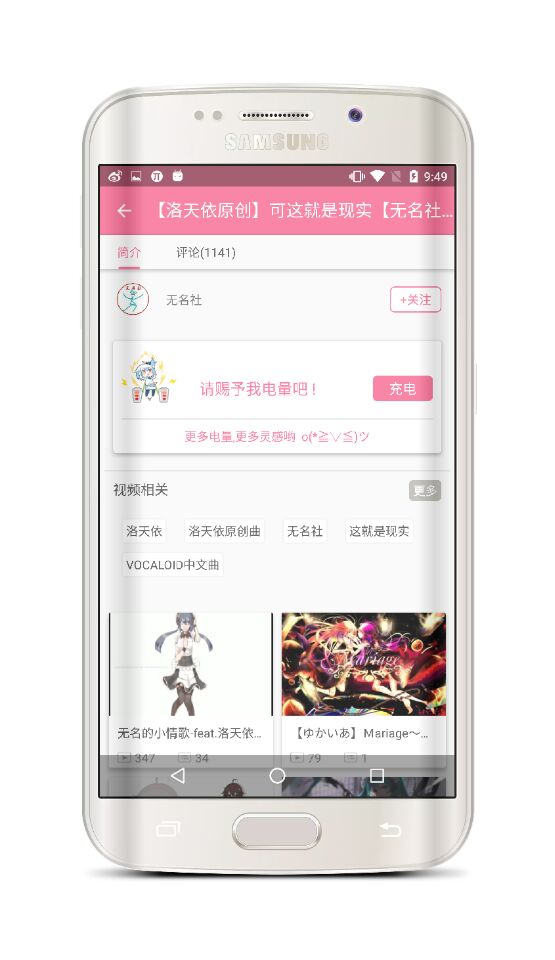 SAMSUNG
9:49
【洛天依原创】可这就是现实【无名社...
简介 评论(1141)
无名社 +关注
请赐予我电量吧！ 充电
更多电量,更多灵感哟 o(*≧▽≦)ツ
视频相关 更多
洛天依 洛天依原创曲 无名社 这就是现实
VOCALOID中文曲
Mariage
无名的小情歌-feat.洛天依...
347 34
【ゆかいあ】Mariage～...
79 1